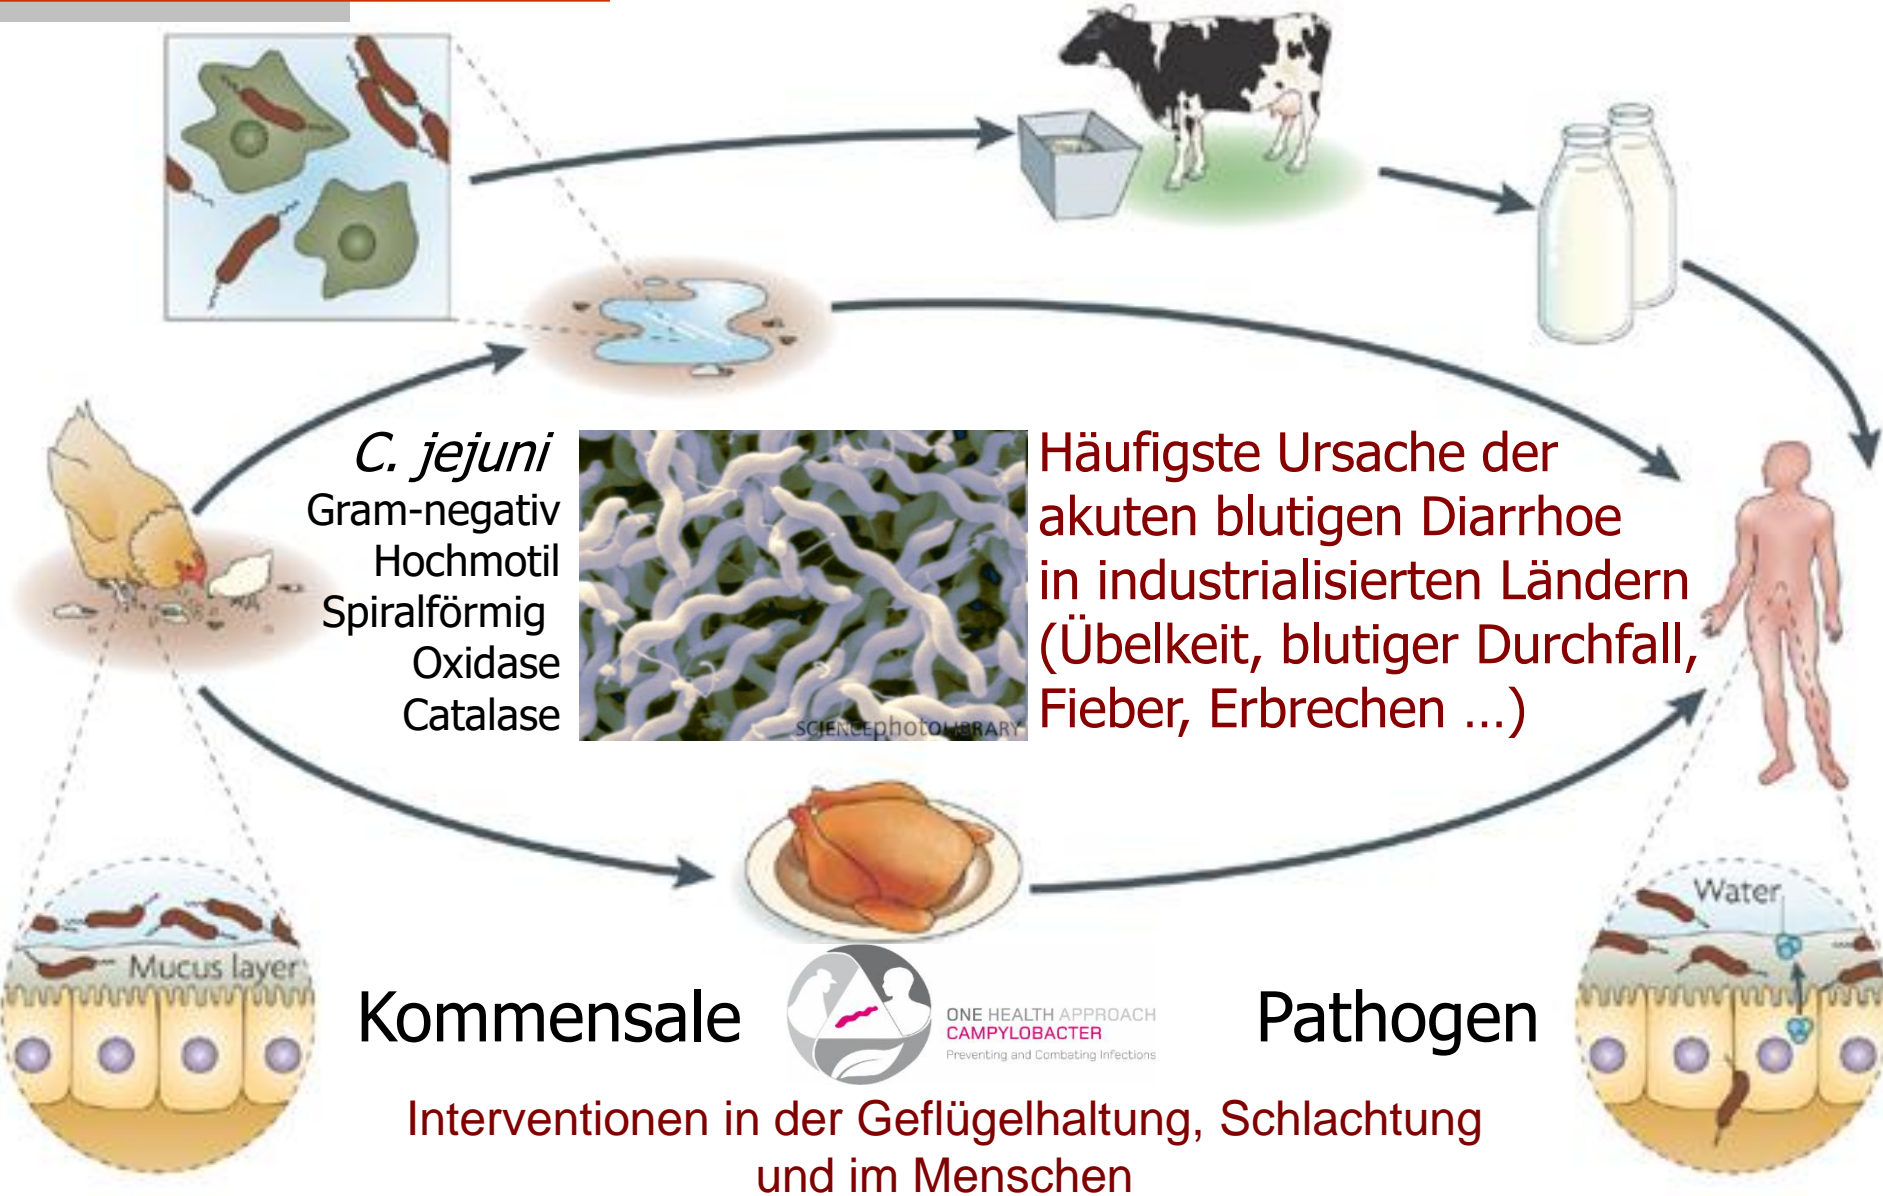 C. jejuni
Gram-negativ
Hochmotil
Spiralförmig
Oxidase
Catalase
SCIENCEphotoLIBRARY
Häufigste Ursache der
akuten blutigen Diarrhoe
in industrialisierten Ländern
(Übelkeit, blutiger Durchfall,
Fieber, Erbrechen ...)
Mucus layer
Water
Kommensale
ONE HEALTH APPROACH
CAMPYLOBACTER
Preventing and Combating Infections
Pathogen
Interventionen in der Geflügelhaltung, Schlachtung
und im Menschen